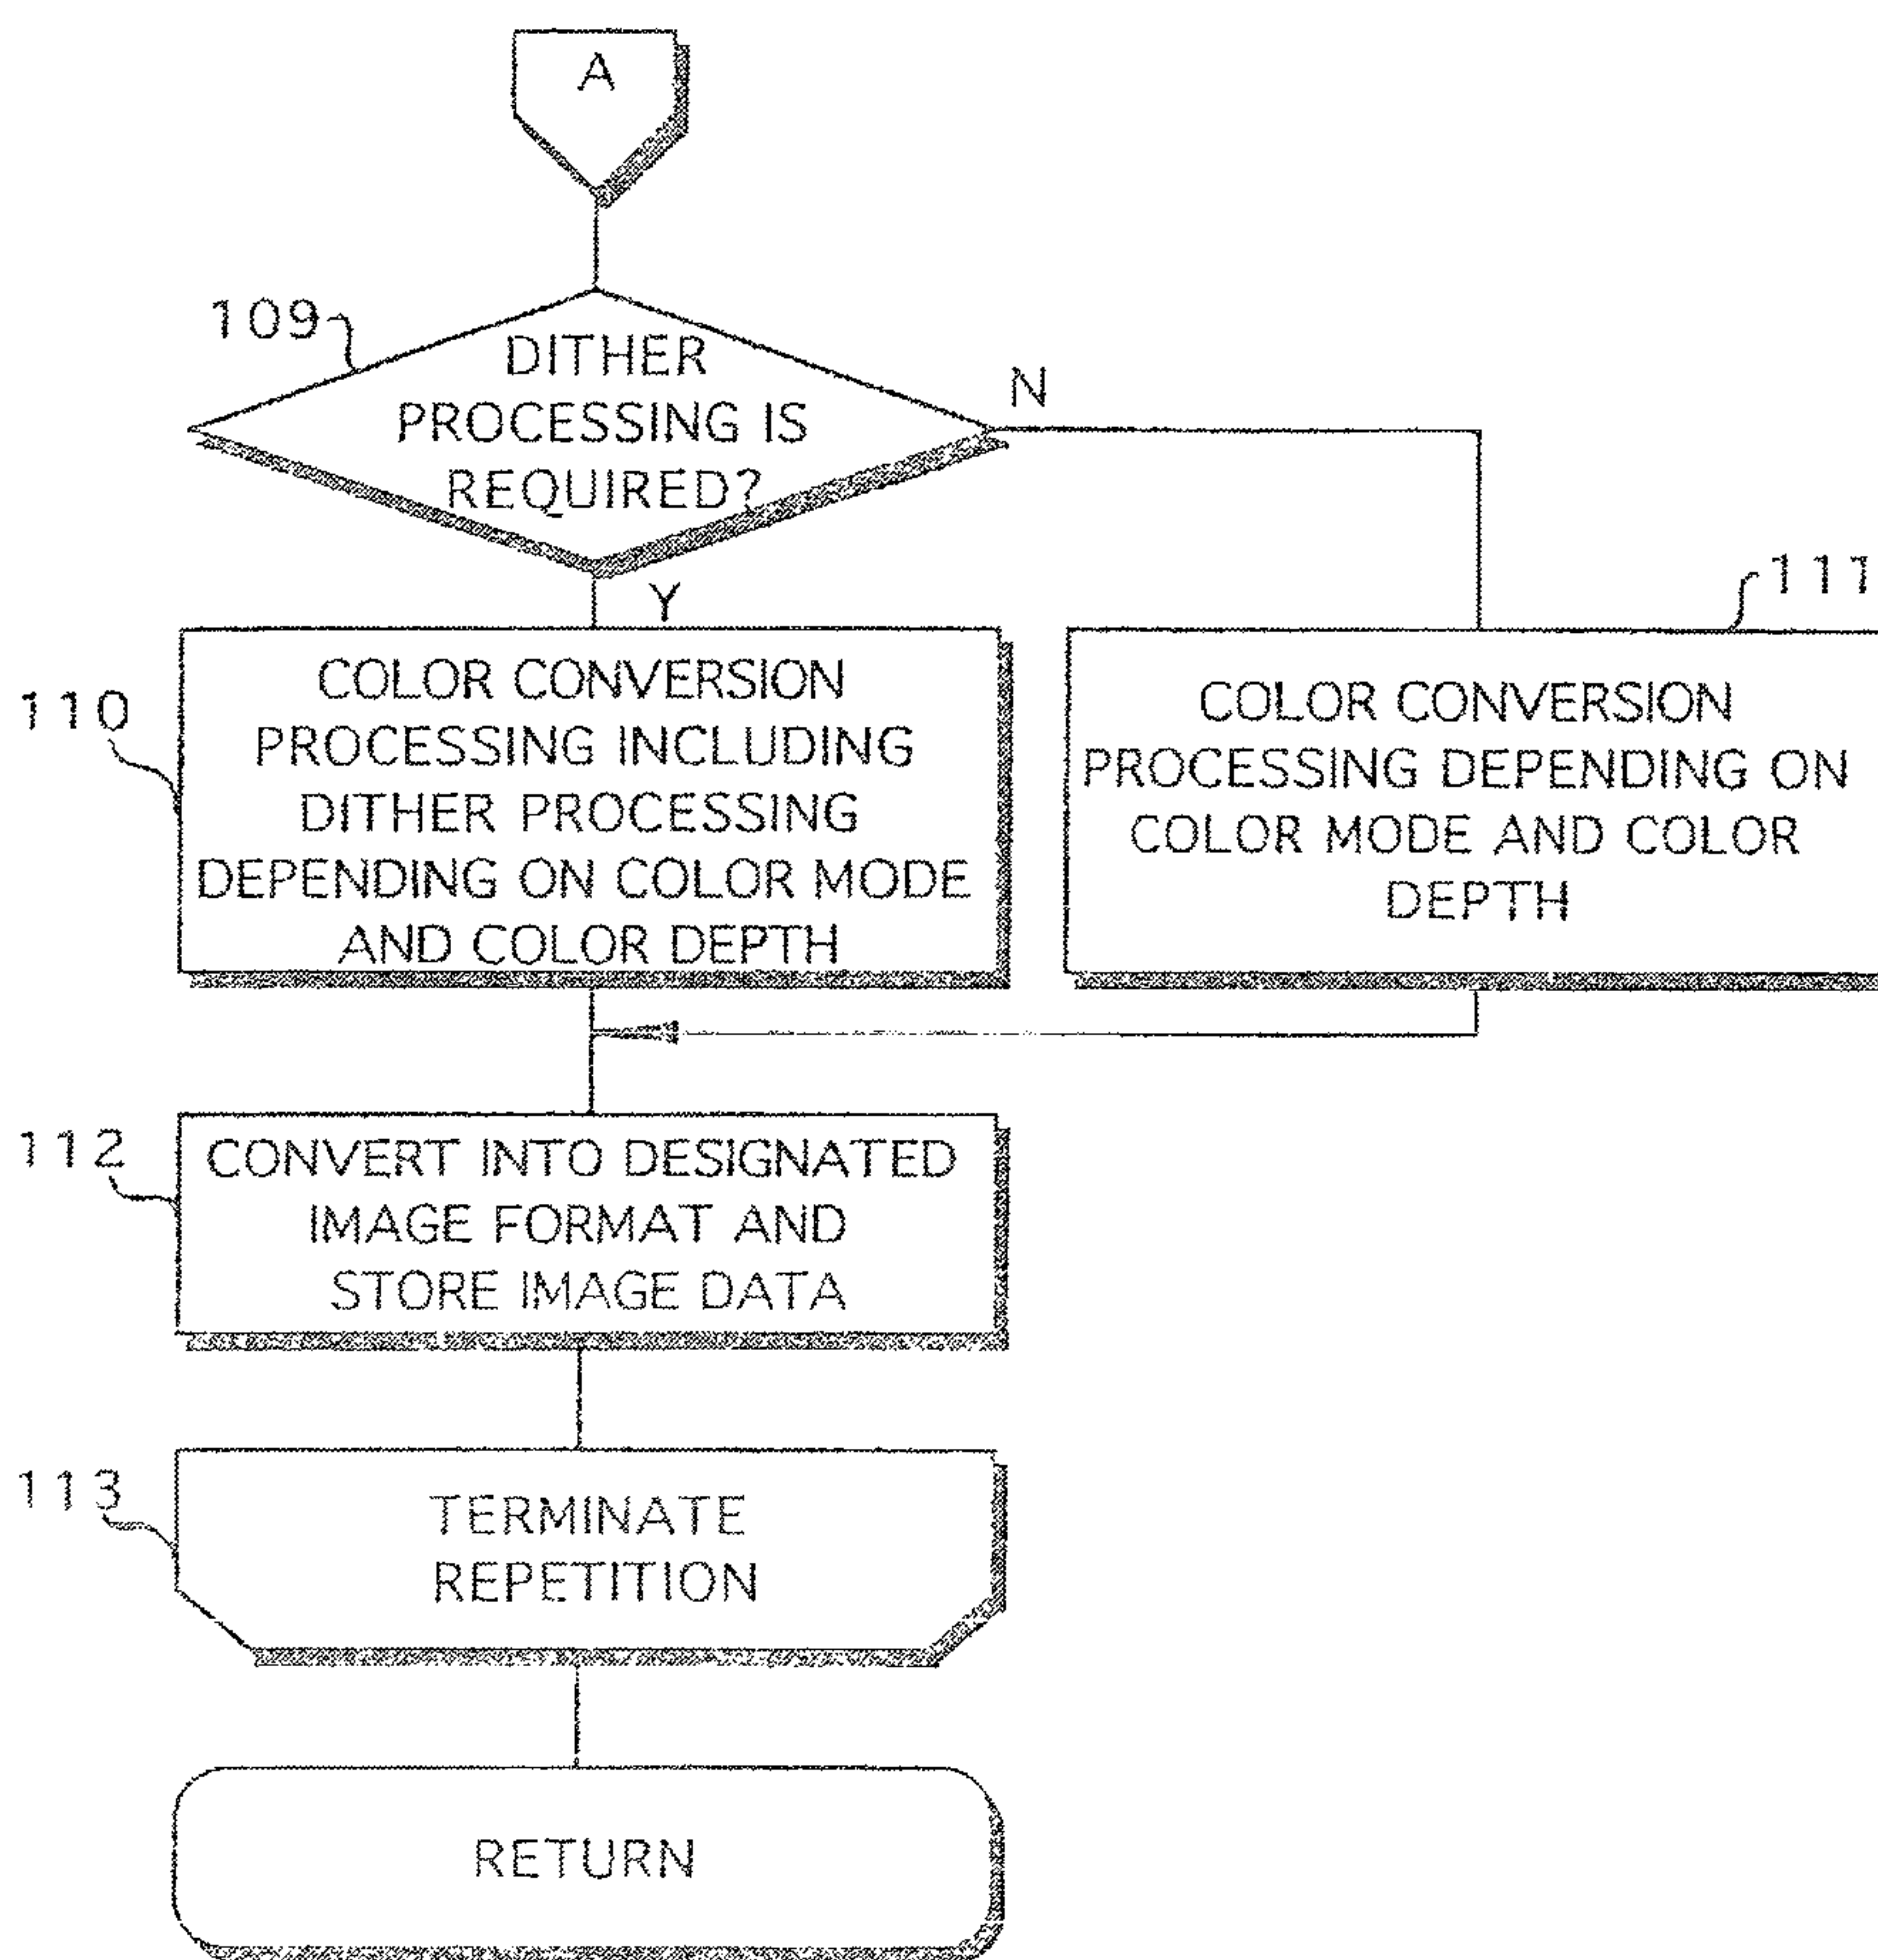 A
109
DITHER
PROCESSING IS
REQUIRED?
N
Y
110
COLOR CONVERSION
PROCESSING INCLUDING
DITHER PROCESSING
DEPENDING ON COLOR MODE
AND COLOR DEPTH
111
COLOR CONVERSION
PROCESSING DEPENDING ON
COLOR MODE AND COLOR
DEPTH
112
CONVERT INTO DESIGNATED
IMAGE FORMAT AND
STORE IMAGE DATA
113
TERMINATE
REPETITION
RETURN